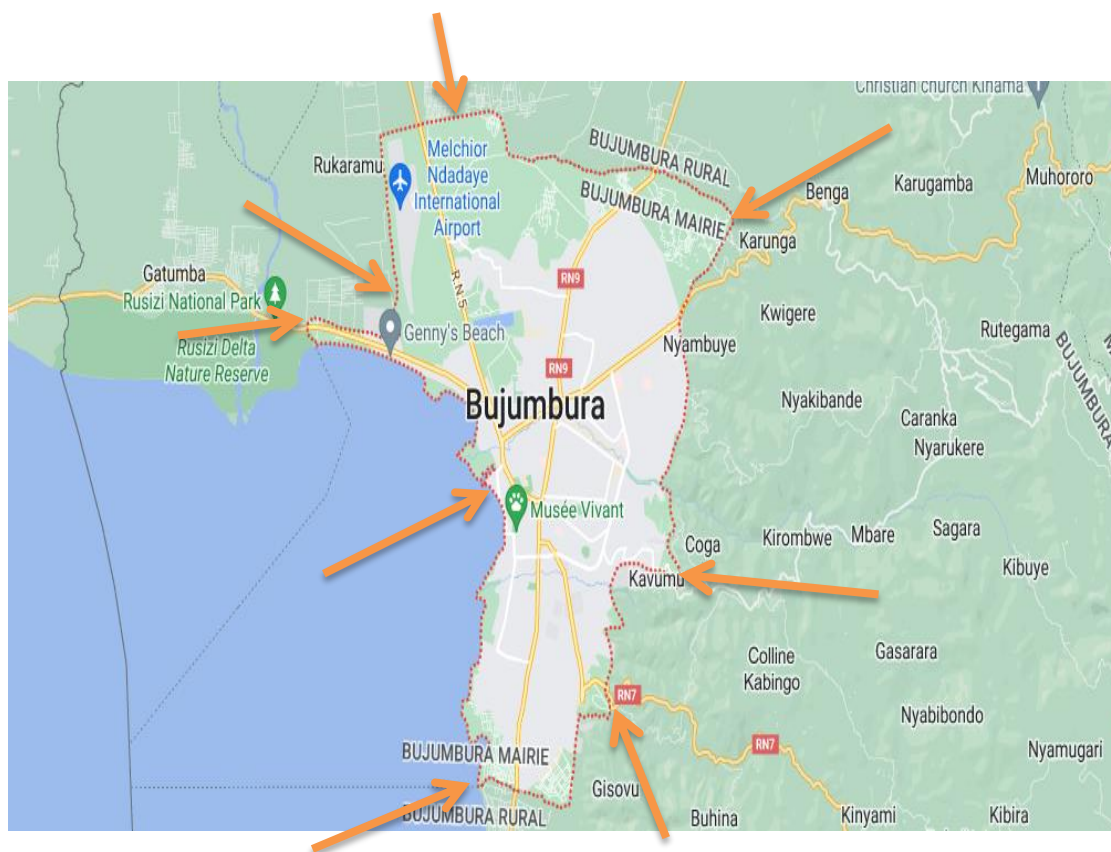 Christian church Kinama
Rukaramu
Melchior
Ndadaye
International
Airport
BUJUMBURA RURAL
BUJUMBURA MAIRIE
Benga
Karugamba
Muhororo
Karunga
Gatumba
Rusizi National Park
R.N.5
RN9
Genny's Beach
Kwigere
Rutegama
Rusizi Delta
Nature Reserve
Nyambuye
RN9
BUJUMBURA
Bujumbura
Nyakibande
Caranka
Nyarukere
Musée Vivant
Coga
Kirombwe
Mbare
Sagara
Kavumu
Kibuye
Colline
Kabingo
Gasarara
RN7
Nyabibondo
RN7
Nyamugari
BUJUMBURA MAIRIE
Gisovu
BUJUMBURA RURAL
Buhina
Kinyami
Kibira